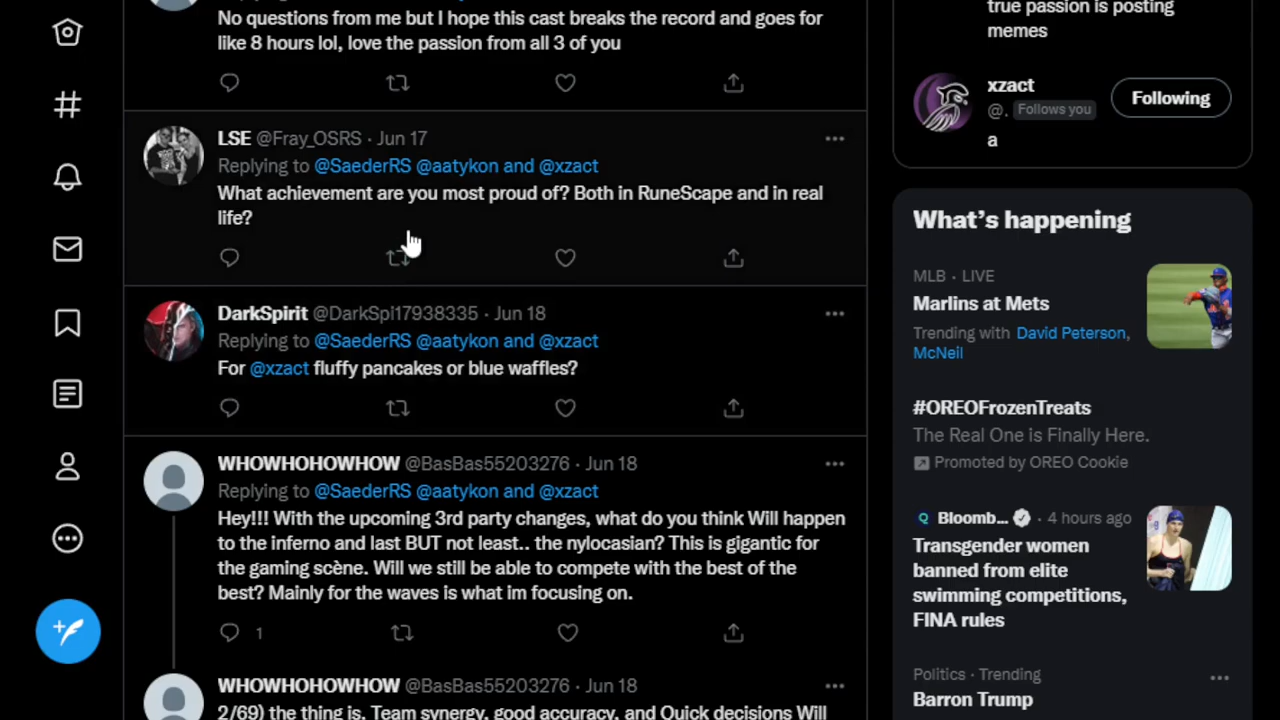 No questions from me but I hope this cast breaks the record and goes for
like 8 hours lol, love the passion from all 3 of you
LSE @Fray_OSRS · Jun 17
Replying to @SaederRS @aatykon and @xzact
What achievement are you most proud of? Both in RuneScape and in real
life?
DarkSpirit @DarkSpi17938335 · Jun 18
Replying to @SaederRS @aatykon and @xzact
For @xzact fluffy pancakes or blue waffles?
WHOWHOHOWHOW @BasBas55203276 · Jun 18
Replying to @SaederRS @aatykon and @xzact
Hey!!! With the upcoming 3rd party changes, what do you think Will happen
to the inferno and last BUT not least.. the nylocasian? This is gigantic for
the gaming scène. Will we still be able to compete with the best of the
best? Mainly for the waves is what im focusing on.
1
WHOWHOHOWHOW @BasBas55203276 · Jun 18
2/69) the thing is, Team synergy, good accuracy, and Quick decisions Will
true passion is posting
memes
xzact
@. Follows you
Following
a
What's happening
MLB · LIVE
Marlins at Mets
Trending with David Peterson,
McNeil
#OREOFrozenTreats
The Real One is Finally Here.
Promoted by OREO Cookie
Bloomb... · 4 hours ago
Transgender women
banned from elite
swimming competitions,
FINA rules
Politics · Trending
Barron Trump